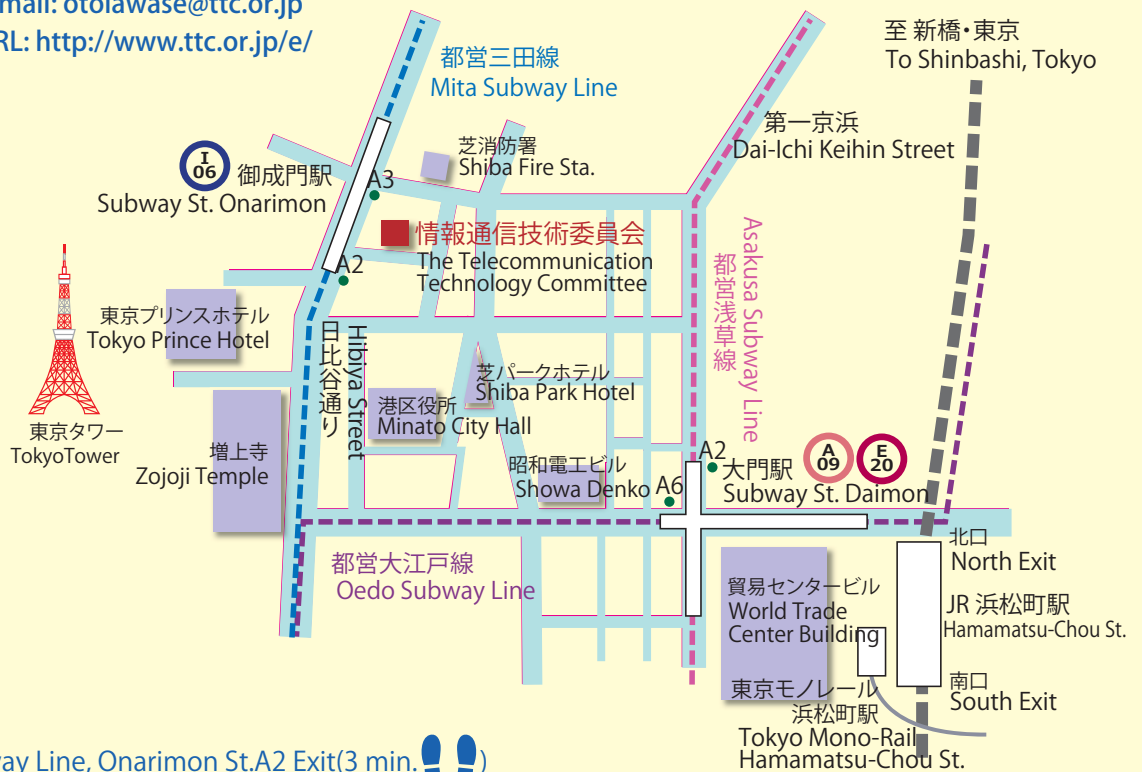 mail: otoiawase@ttc.or.jp
RL: http://www.ttc.or.jp/e/
都営三田線
Mita Subway Line
至 新橋・東京
To Shinbashi, Tokyo
第一京浜
Dai-Ichi Keihin Street
芝消防署
Shiba Fire Sta.
I
06
御成門駅
Subway St. Onarimon
A3
情報通信技術委員会
The Telecommunication
Technology Committee
A2
Asakusa Subway Line
都営浅草線
東京プリンスホテル
Tokyo Prince Hotel
Hibiya Street
日比谷通り
芝パークホテル
Shiba Park Hotel
港区役所
Minato City Hall
東京タワー
TokyoTower
増上寺
Zojoji Temple
昭和電工ビル
Showa Denko
A6
A2
大門駅
Subway St. Daimon
A
09
E
20
都営大江戸線
Oedo Subway Line
北口
North Exit
貿易センタービル
World Trade
Center Building
JR 浜松町駅
Hamamatsu-Chou St.
南口
South Exit
東京モノレール
浜松町駅
Tokyo Mono-Rail
Hamamatsu-Chou St.
way Line, Onarimon St.A2 Exit(3 min. )